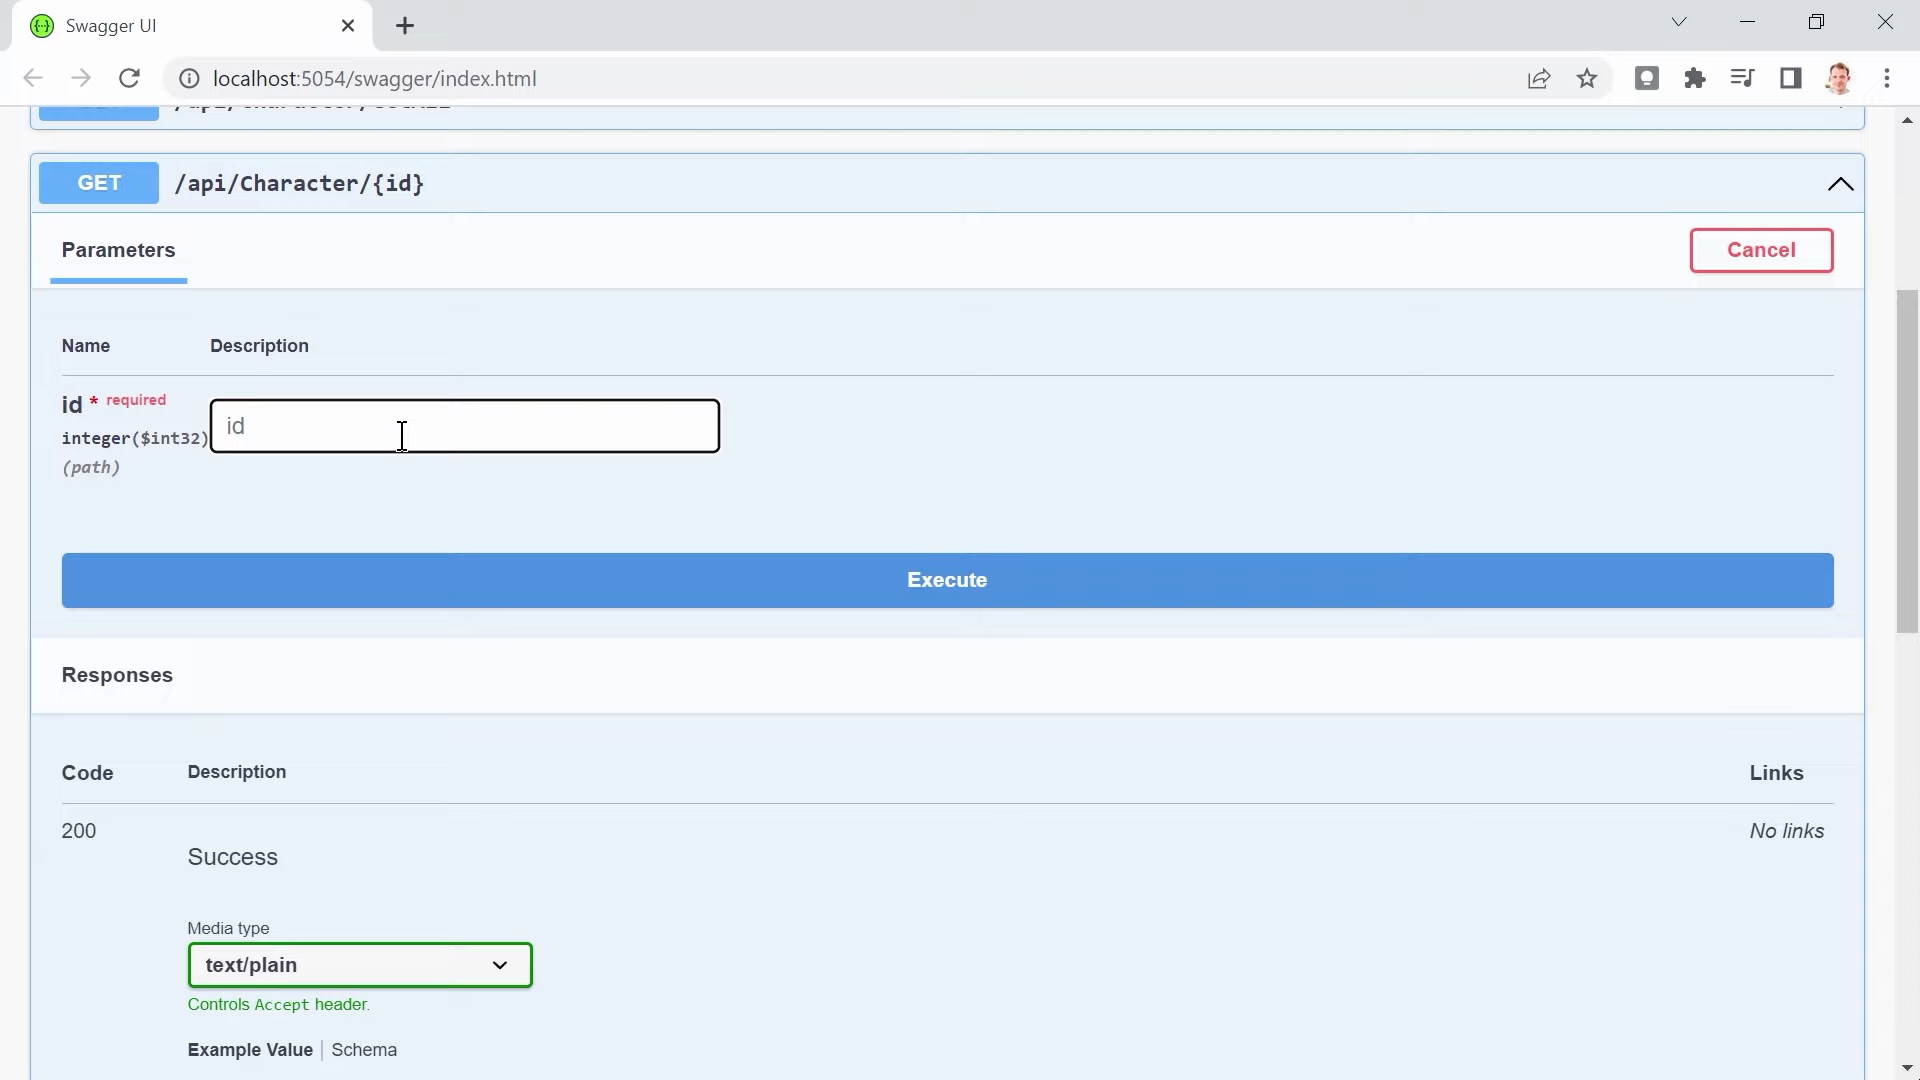 Swagger UI
localhost:5054/swagger/index.html
GET /api/Character/{id}
Parameters
Cancel
Name Description
id * required
integer($int32)
(path)
id
Execute
Responses
Code Description Links
200 No links
Success
Media type
text/plain
Controls Accept header.
Example Value Schema